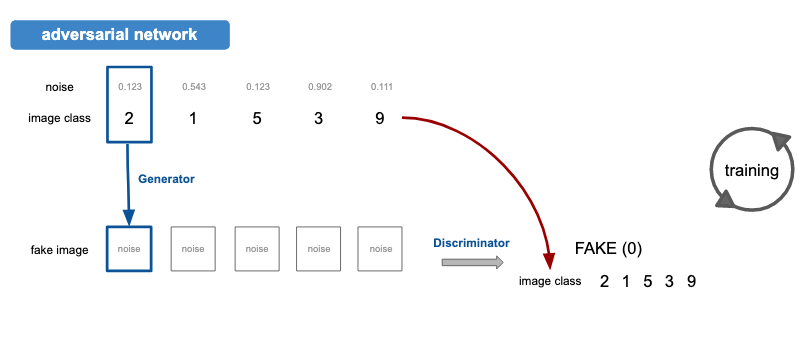 adversarial network
noise 0.123 0.543 0.123 0.902 0.111
image class 2 1 5 3 9
Generator
training
fake image noise noise noise noise noise
Discriminator
FAKE (0)
image class 2 1 5 3 9